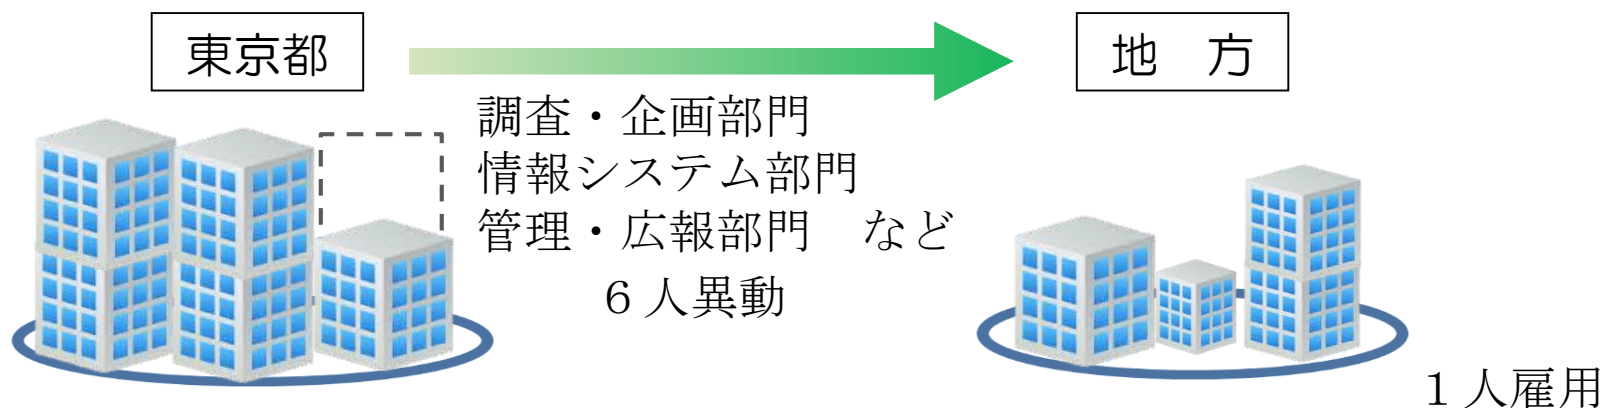 東京都
地　方
調査・企画部門
情報システム部門
管理・広報部門　など
６人異動
１人雇用